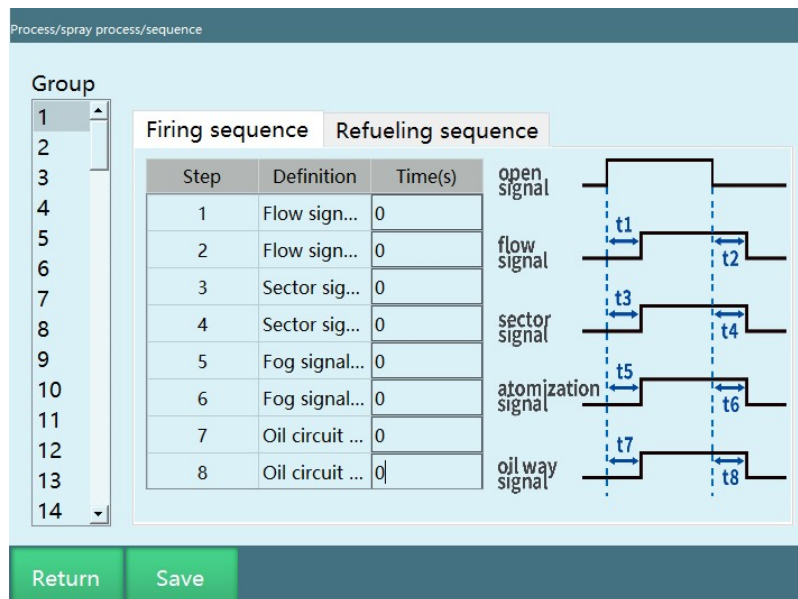 Process/spray process/sequence
Group
1
2
3
4
5
6
7
8
9
10
11
12
13
14
Firing sequence Refueling sequence
Step Definition Time(s)
1 Flow sign... 0
2 Flow sign... 0
3 Sector sig... 0
4 Sector sig... 0
5 Fog signal... 0
6 Fog signal... 0
7 Oil circuit ... 0
8 Oil circuit ... 0
open
signal
t1
flow
signal
t2
t3
sector
signal
t4
t5
atomization
signal
t6
t7
oil way
signal
t8
Return Save